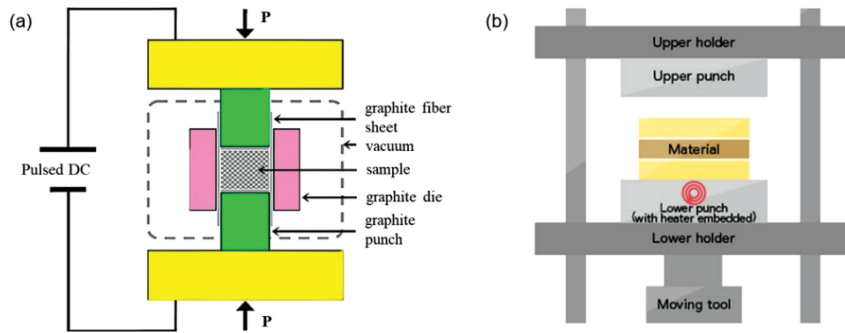 (a)
P
Pulsed DC
graphite fiber
sheet
vacuum
sample
graphite die
graphite
punch
P
(b)
Upper holder
Upper punch
Material
Lower punch
(with heater embedded)
Lower holder
Moving tool